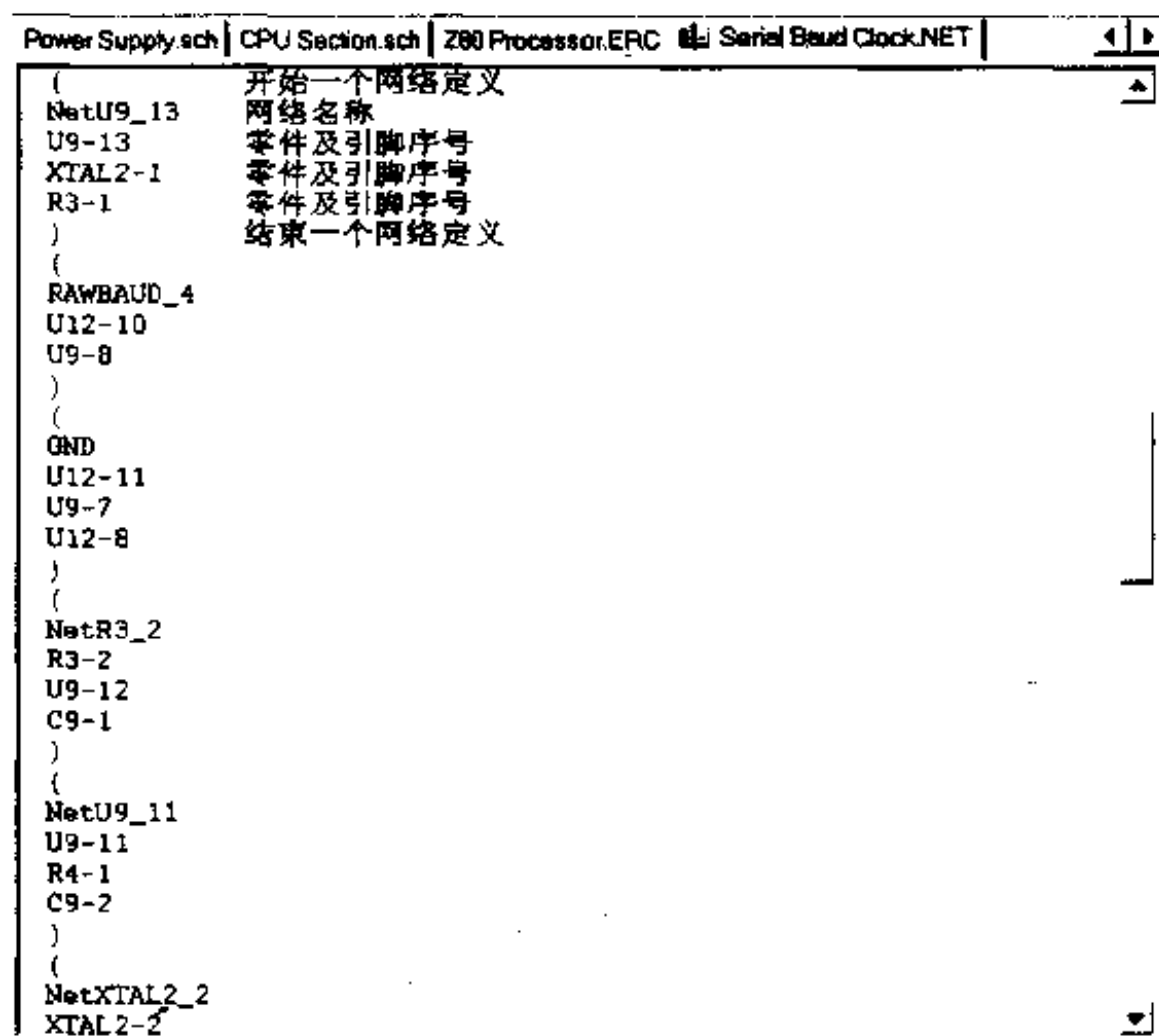 Power Supply.sch CPU Section.sch Z80 Processor.ERC Serial Baud Clock.NET
( 开始一个网络定义
NetU9_13 网络名称
U9-13 零件及引脚序号
XTAL2-1 零件及引脚序号
R3-1 零件及引脚序号
) 结束一个网络定义
(
RAWBAUD_4
U12-10
U9-8
)
(
GND
U12-11
U9-7
U12-8
)
(
NetR3_2
R3-2
U9-12
C9-1
)
(
NetU9_11
U9-11
R4-1
C9-2
)
(
NetXTAL2_2
XTAL2-2